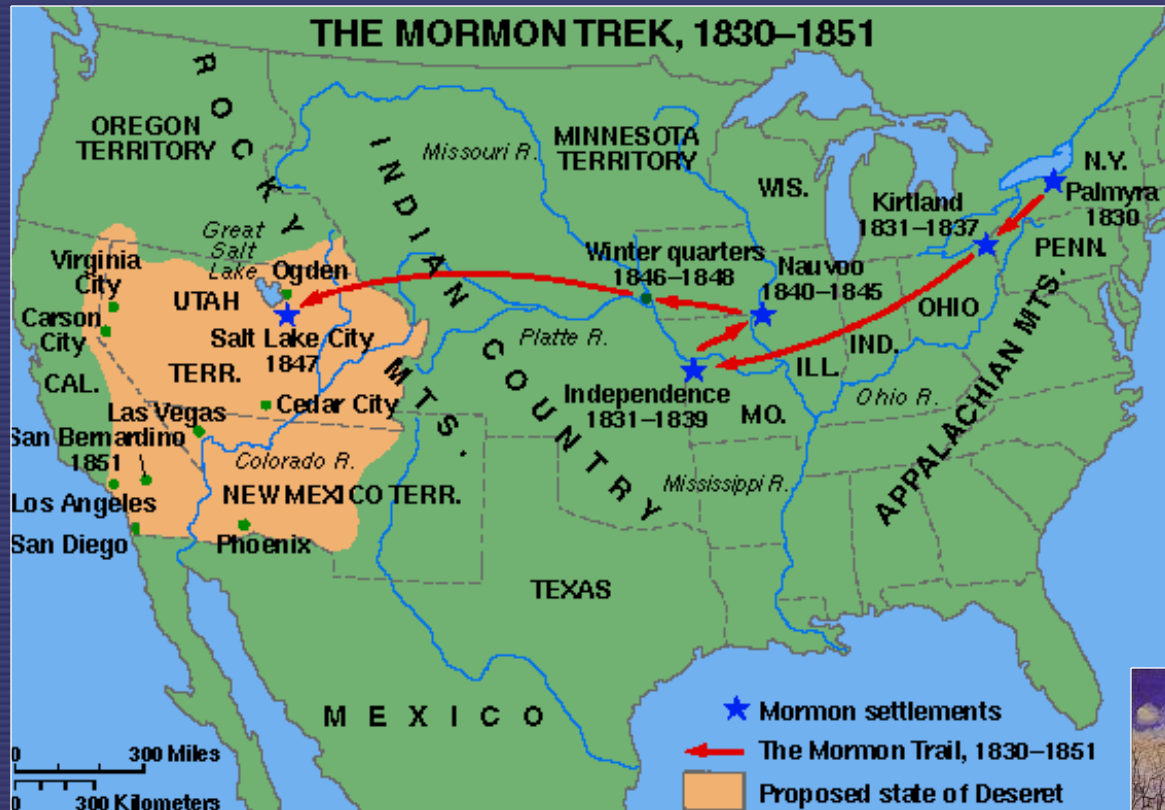 THE MORMON TREK, 1830–1851
ROCKY MTS.
OREGON
TERRITORY
INDIAN COUNTRY
Missouri R.
MINNESOTA
TERRITORY
WIS.
N.Y.
Palmyra
1830
Kirtland
1831–1837
PENN.
Great
Salt
Lake
Ogden
Virginia
City
UTAH
TERR.
Carson
City
Salt Lake City
1847
Winter quarters
1846–1848
Nauvoo
1840–1845
OHIO
IND.
ILL.
APPALACHIAN MTS.
Platte R.
CAL.
Independence
1831–1839
MO.
Ohio R.
Cedar City
Las Vegas
San Bernardino
1851
Colorado R.
Mississippi R.
Los Angeles
NEW MEXICO TERR.
San Diego
Phoenix
TEXAS
MEXICO
Mormon settlements
The Mormon Trail, 1830–1851
Proposed state of Deseret
0 300 Miles
0 300 Kilometers